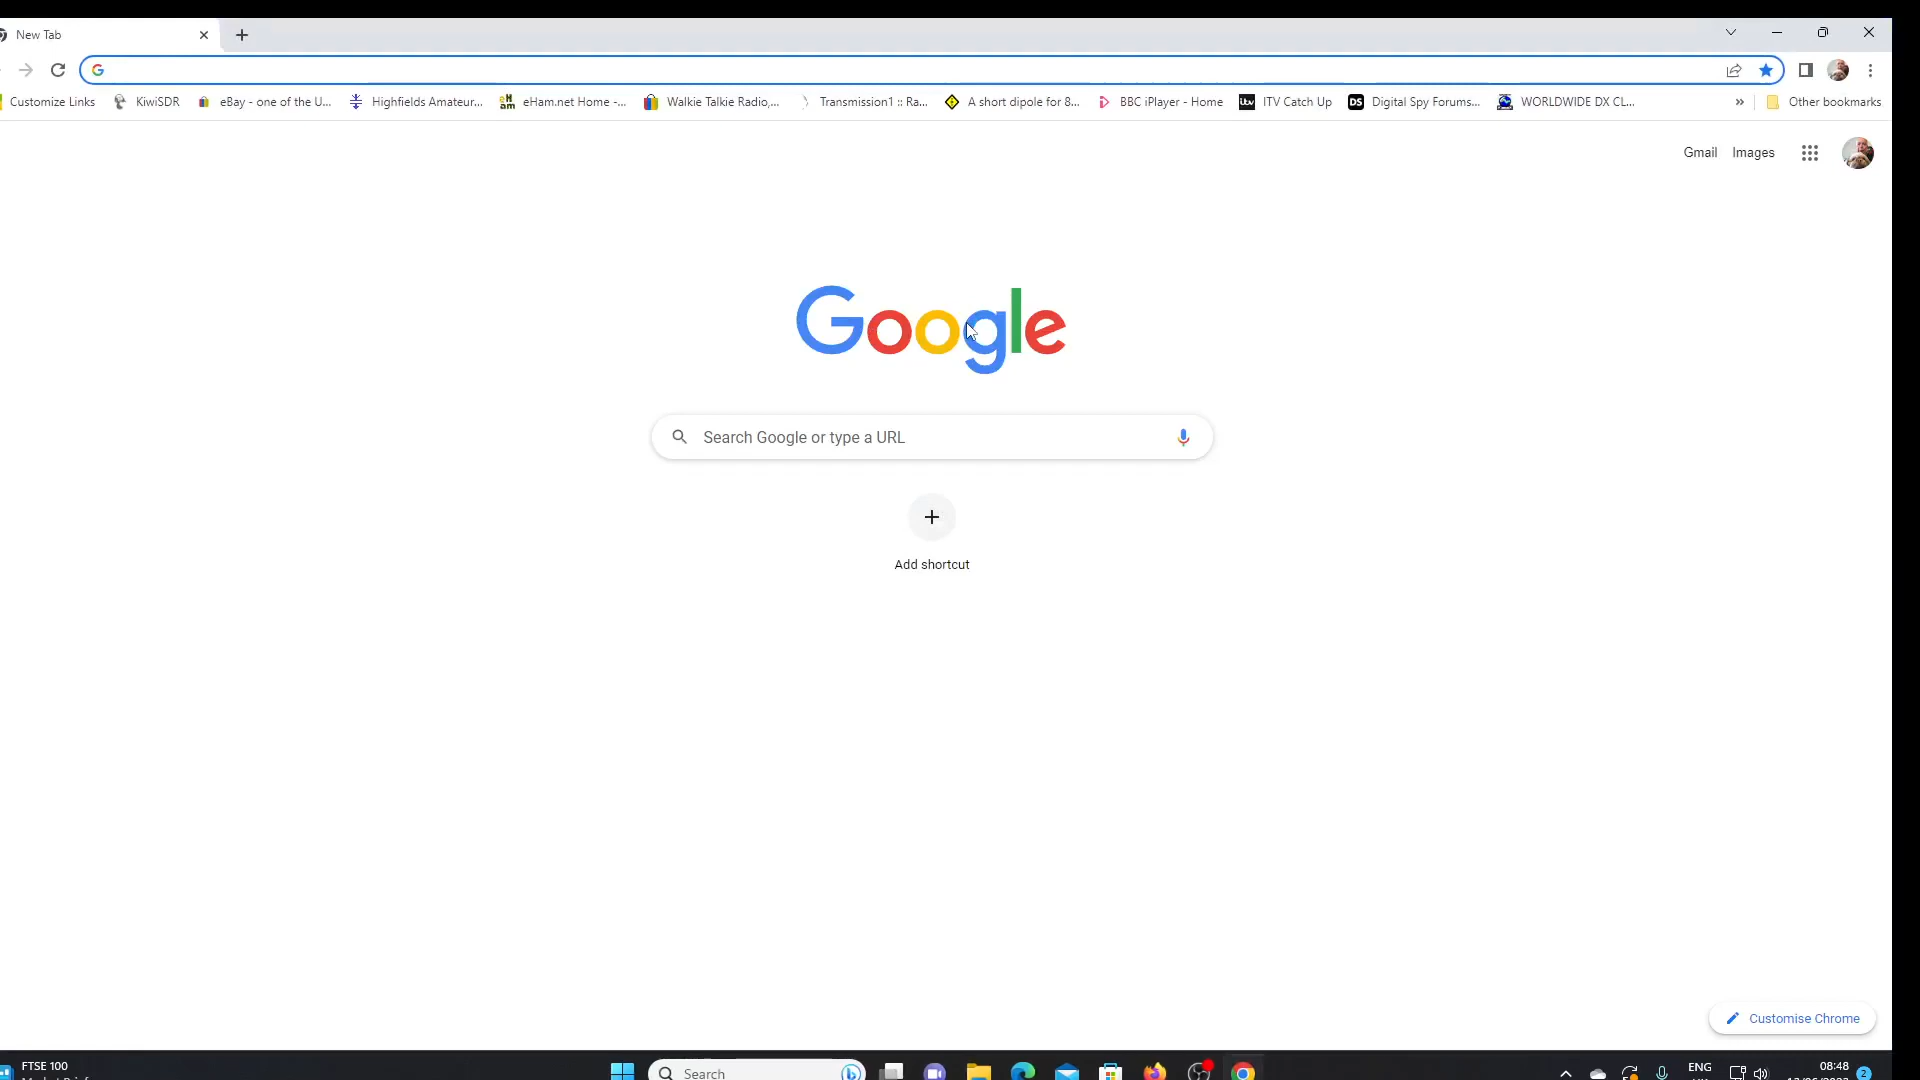 New Tab
Customize Links
KiwiSDR
eBay - one of the U...
Highfields Amateur...
eHam.net Home -...
Walkie Talkie Radio,...
Transmission1 :: Ra...
A short dipole for 8...
BBC iPlayer - Home
ITV Catch Up
Digital Spy Forums...
WORLDWIDE DX CL...
Other bookmarks
Gmail
Images
Google
Search Google or type a URL
Add shortcut
Customise Chrome
FTSE 100
Search
ENG
08:48
2